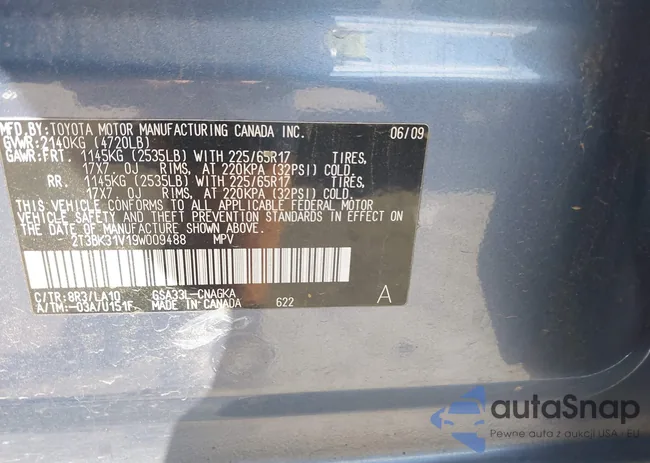 MFD.BY:TOYOTA MOTOR MANUFACTURING CANADA INC. 06/09
GVWR:2140KG (4720LB)
GAWR:FRT. 1145KG (2535LB) WITH 225/65R17 TIRES,
17X7.0J RIMS, AT 220KPA (32PSI) COLD
RR. 1145KG (2535LB) WITH 225/65R17 TIRES,
17X7.0J RIMS, AT 220KPA (32PSI) COLD
THIS VEHICLE CONFORMS TO ALL APPLICABLE FEDERAL MOTOR
VEHICLE SAFETY AND THEFT PREVENTION STANDARDS IN EFFECT ON
THE DATE OF MANUFACTURE SHOWN ABOVE.
2T3BK31V19W009488 MPV
C/TR:8R3/LA10 GSA33L-CNAGKA A
A/TM:-03A/U151F MADE IN CANADA 622
autaSnap
Pewne auta z aukcji USA - EU